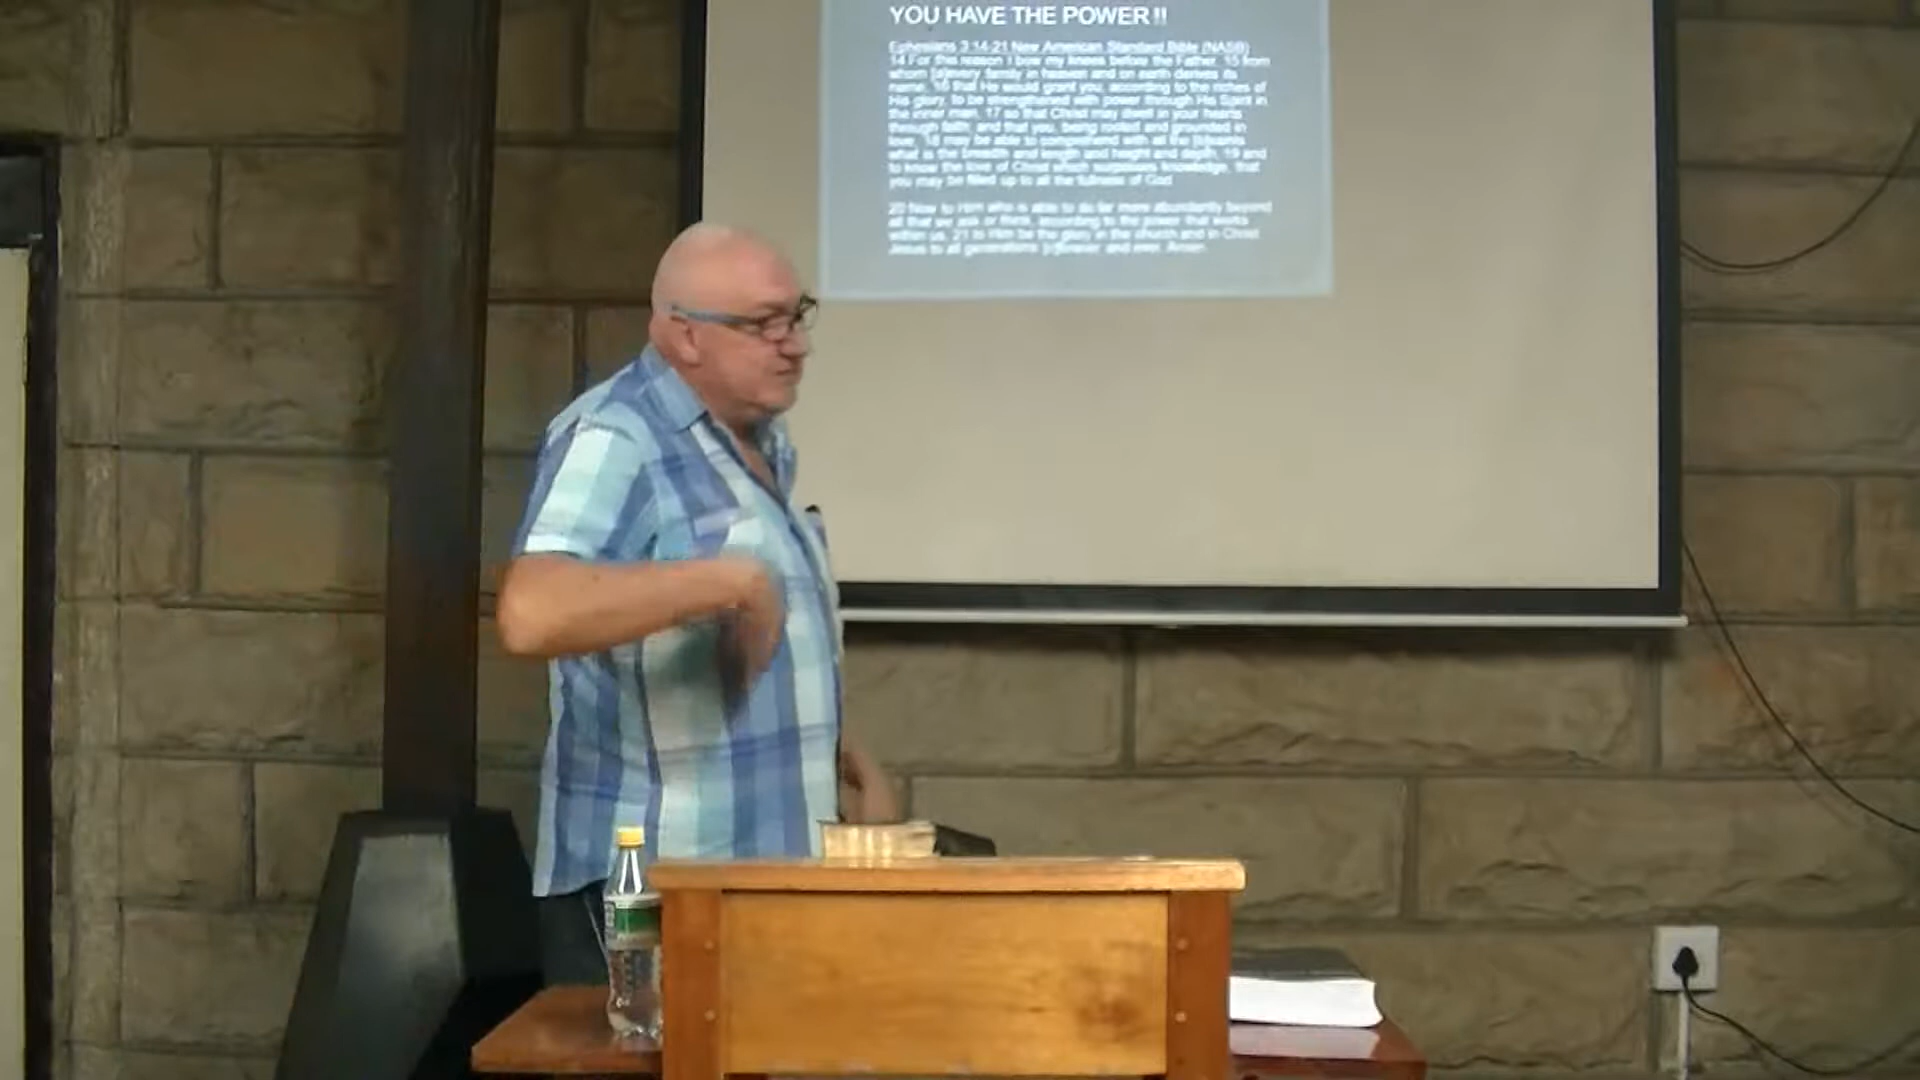 YOU HAVE THE POWER !!
Ephesians 3:14-21 New American Standard Bible (NASB)
14 For this reason I bow my knees before the Father, 15 from
whom [a]every family in heaven and on earth derives its
name, 16 that He would grant you, according to the riches of
His glory, to be strengthened with power through His Spirit in
the inner man, 17 so that Christ may dwell in your hearts
through faith; and that you, being rooted and grounded in
love, 18 may be able to comprehend with all the
what is the breadth and length and height and depth, 19 and
to know the love of Christ which surpasses knowledge, that
you may be filled up to all the fullness of God
20 Now to Him who is able to do far more abundantly beyond
all that we ask or think, according to the power that works
within us, 21 to Him be the glory in the church and in Christ
Jesus to all generations forever and ever. Amen.